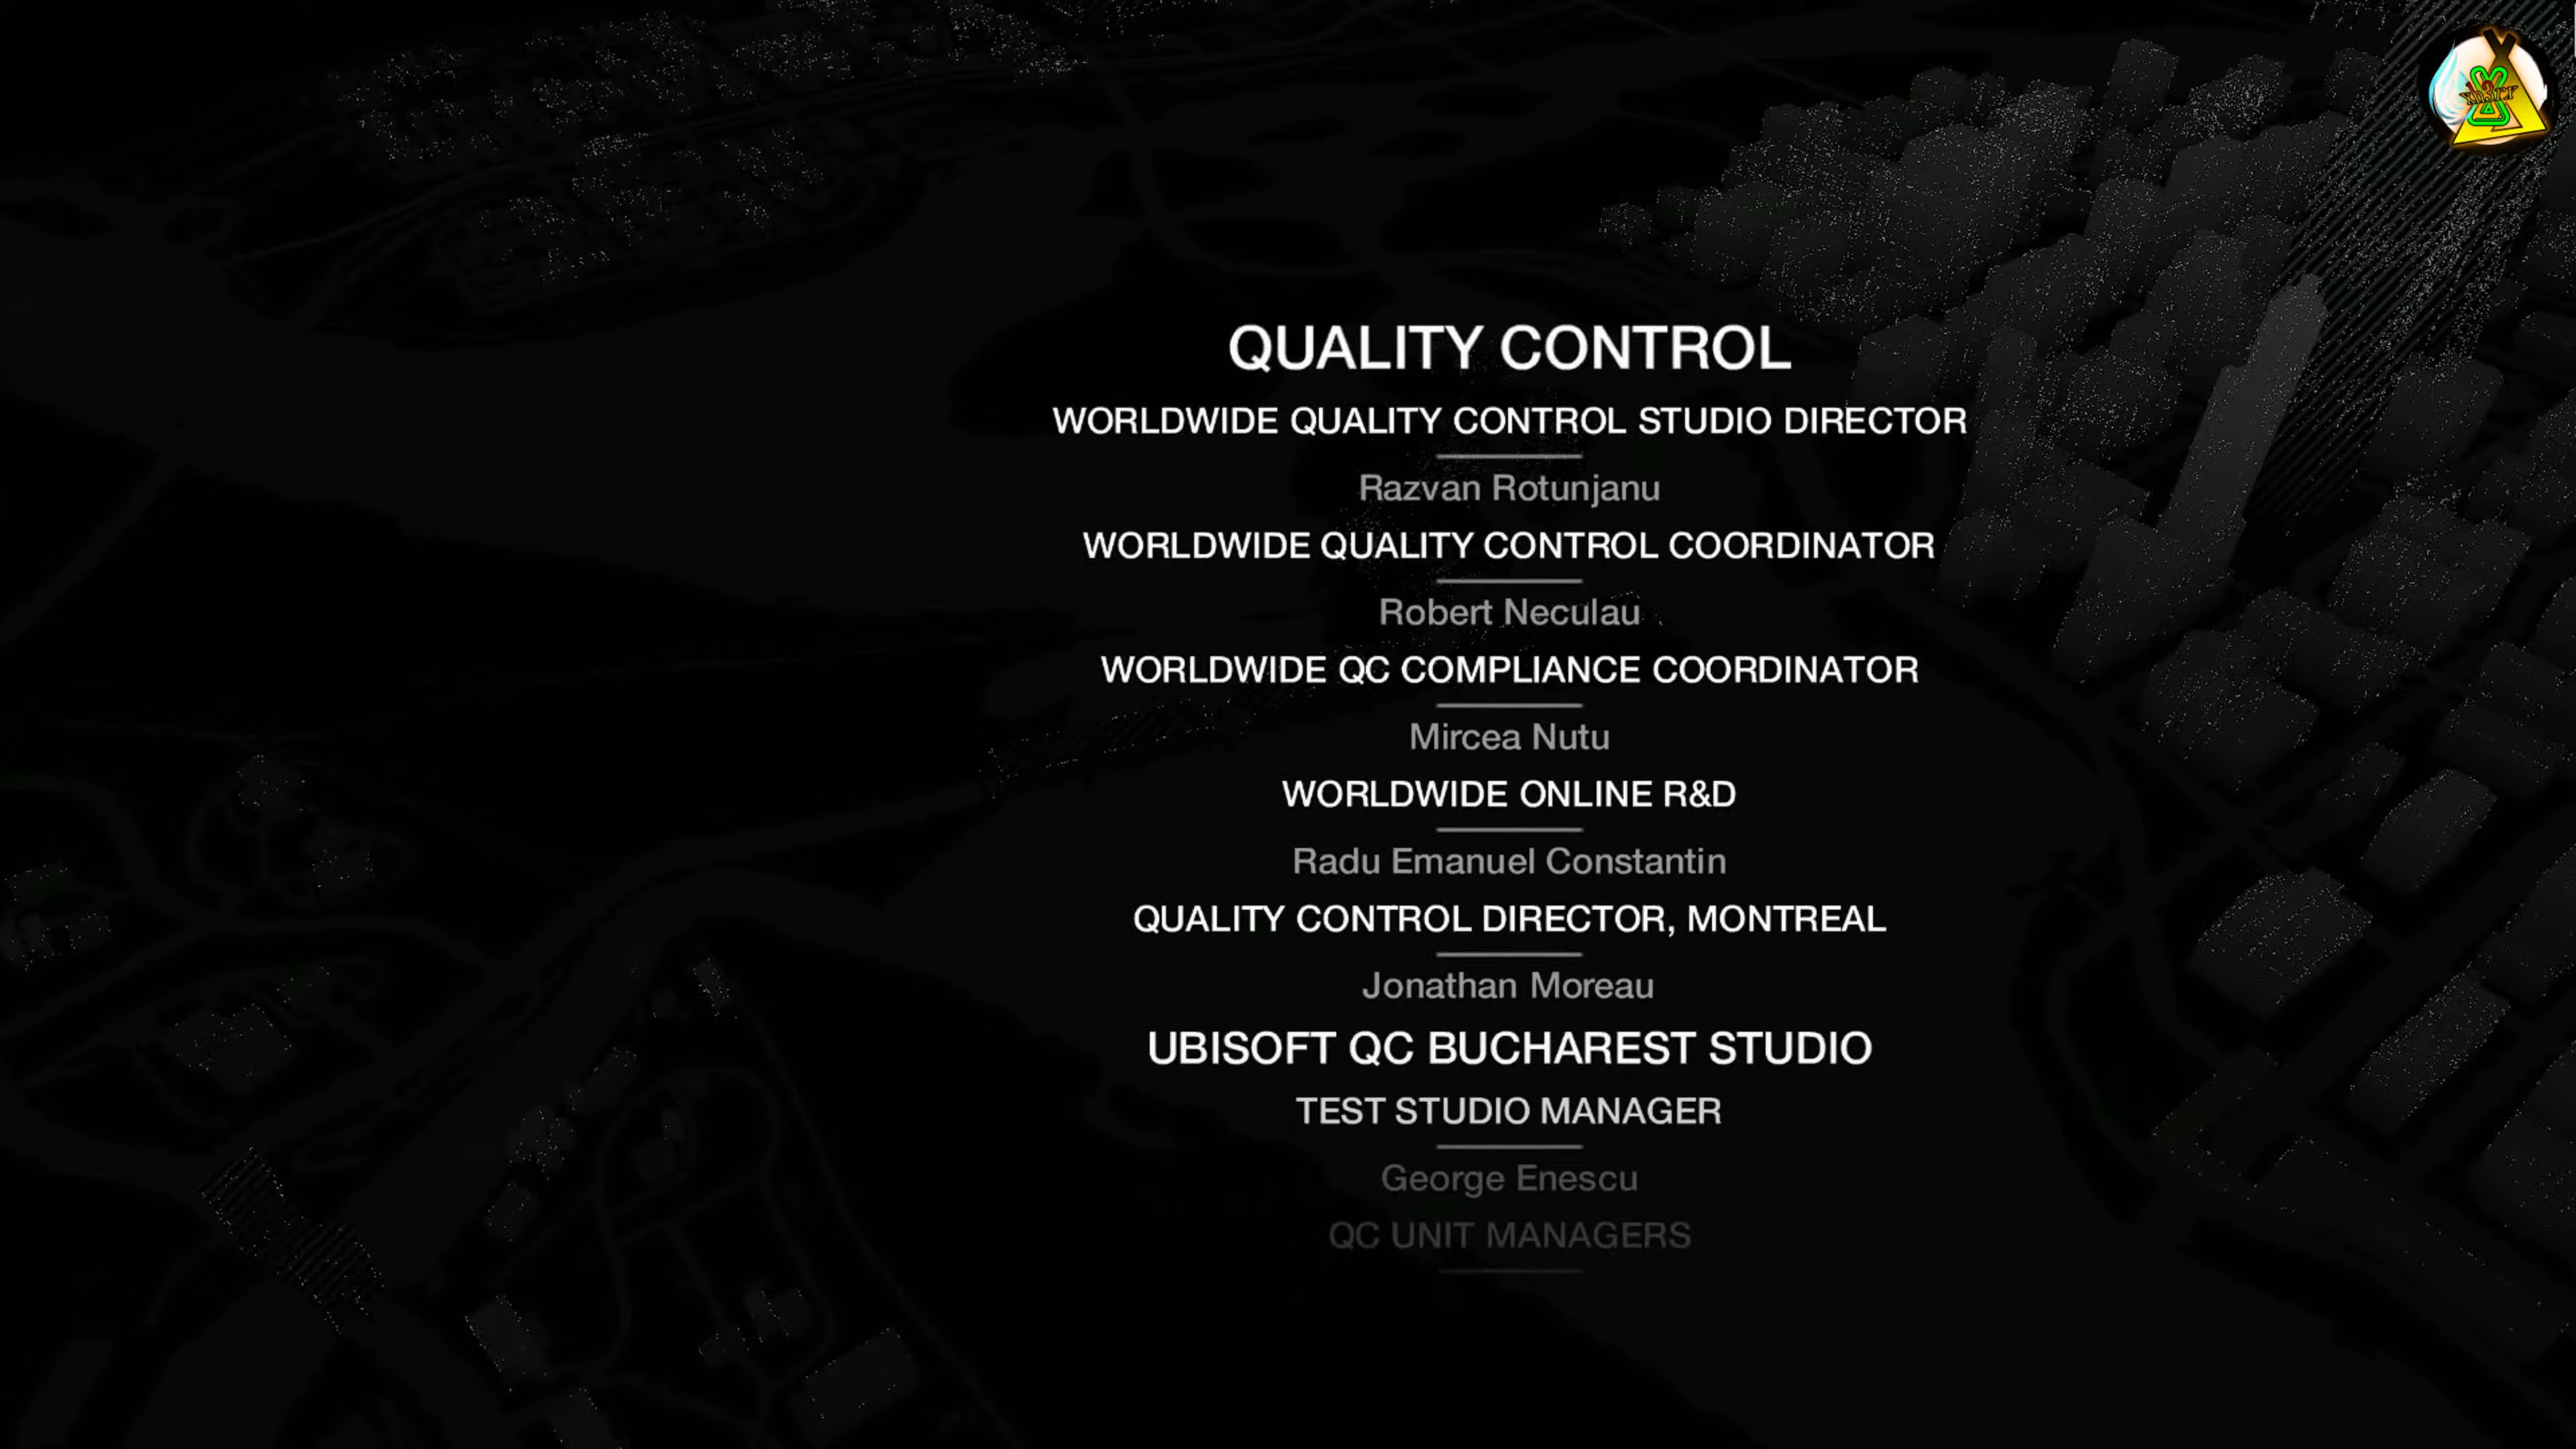 QUALITY CONTROL
WORLDWIDE QUALITY CONTROL STUDIO DIRECTOR
Razvan Rotunjanu
WORLDWIDE QUALITY CONTROL COORDINATOR
Robert Neculau
WORLDWIDE QC COMPLIANCE COORDINATOR
Mircea Nutu
WORLDWIDE ONLINE R&D
Radu Emanuel Constantin
QUALITY CONTROL DIRECTOR, MONTREAL
Jonathan Moreau
UBISOFT QC BUCHAREST STUDIO
TEST STUDIO MANAGER
George Enescu
QC UNIT MANAGERS